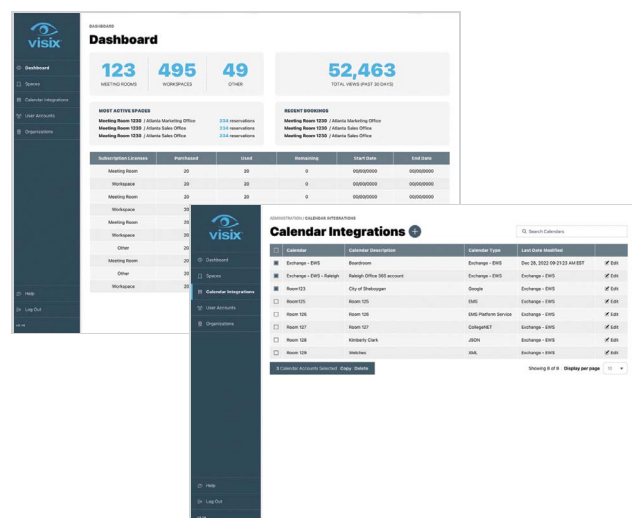 visix
Dashboard
Spaces
Calendar Integrations
User Accounts
Organizations
Help
Log Out
DASHBOARD
Dashboard
123
MEETING ROOMS
495
WORKSPACES
49
OTHER
52,463
TOTAL VIEWS (PAST 30 DAYS)
MOST ACTIVE SPACES
Meeting Room 1230 / Atlanta Marketing Office 334 reservations
Meeting Room 1230 / Atlanta Sales Office 334 reservations
Meeting Room 1230 / Atlanta Sales Office 334 reservations
RECENT BOOKINGS
Meeting Room 1230 / Atlanta Marketing Office
Meeting Room 1230 / Atlanta Sales Office
Meeting Room 1230 / Atlanta Sales Office
Subscription Licenses Purchased Used Remaining Start Date End Date
Meeting Room 20 20 0 00/00/0000 00/00/0000
Workspace 20 20 0 00/00/0000 00/00/0000
Meeting Room 20 20 0 00/00/0000 00/00/0000
Workspace 20
Meeting Room 20
Workspace 20
Other 20
Meeting Room 20
Other 20
Workspace 20
visix
Dashboard
Spaces
Calendar Integrations
User Accounts
Organizations
Help
Log Out
ADMINISTRATION / CALENDAR INTEGRATIONS
Calendar Integrations
Search Calendars
Calendar Calendar Description Calendar Type Last Date Modified
Exchange - EWS Boardroom Exchange - EWS Dec 28, 2022 09:21:23 AM EST Edit
Exchange - EWS - Raleigh Raleigh Office 365 account Exchange - EWS Exchange - EWS Edit
Room123 City of Sheboygan Google Exchange - EWS Edit
Room125 Room 125 EMS Exchange - EWS Edit
Room 126 Room 126 EMS Platform Service Exchange - EWS Edit
Room 127 Room 127 CollegeNET Exchange - EWS Edit
Room 128 Kimberly Clark JSON Exchange - EWS Edit
Room 129 Welches XML Exchange - EWS Edit
3 Calendar Accounts Selected Copy Delete
Showing 8 of 8 Display per page 10